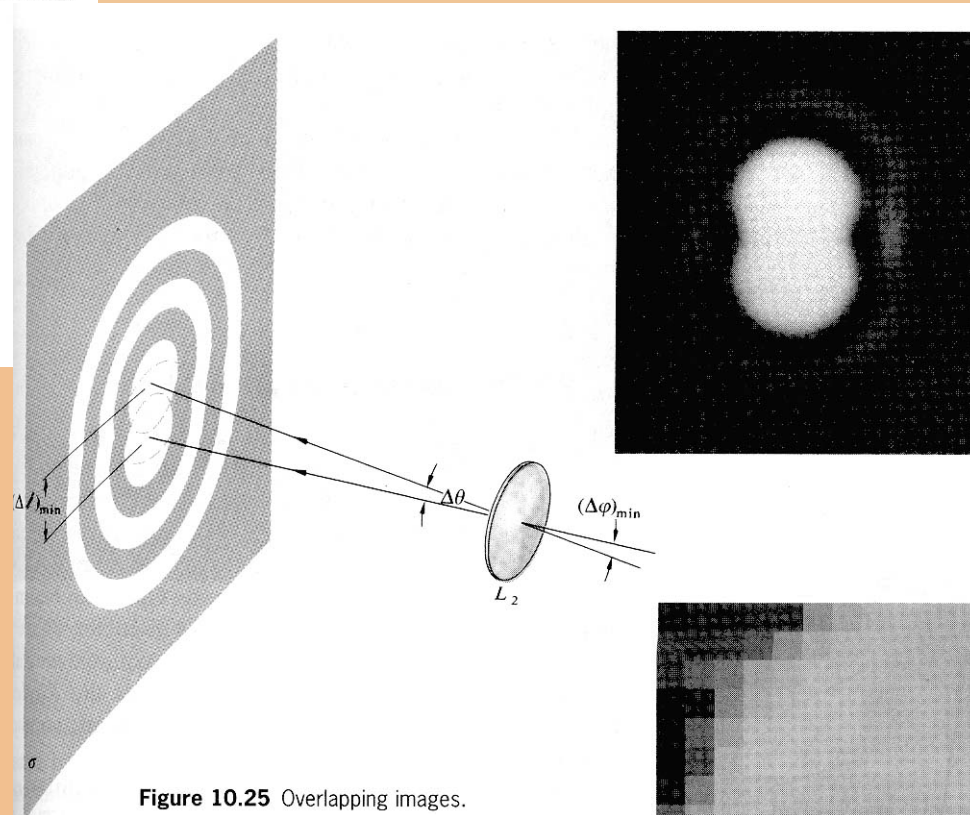 (Δℓ)min
Δθ
(Δφ)min
L2
σ
Figure 10.25 Overlapping images.